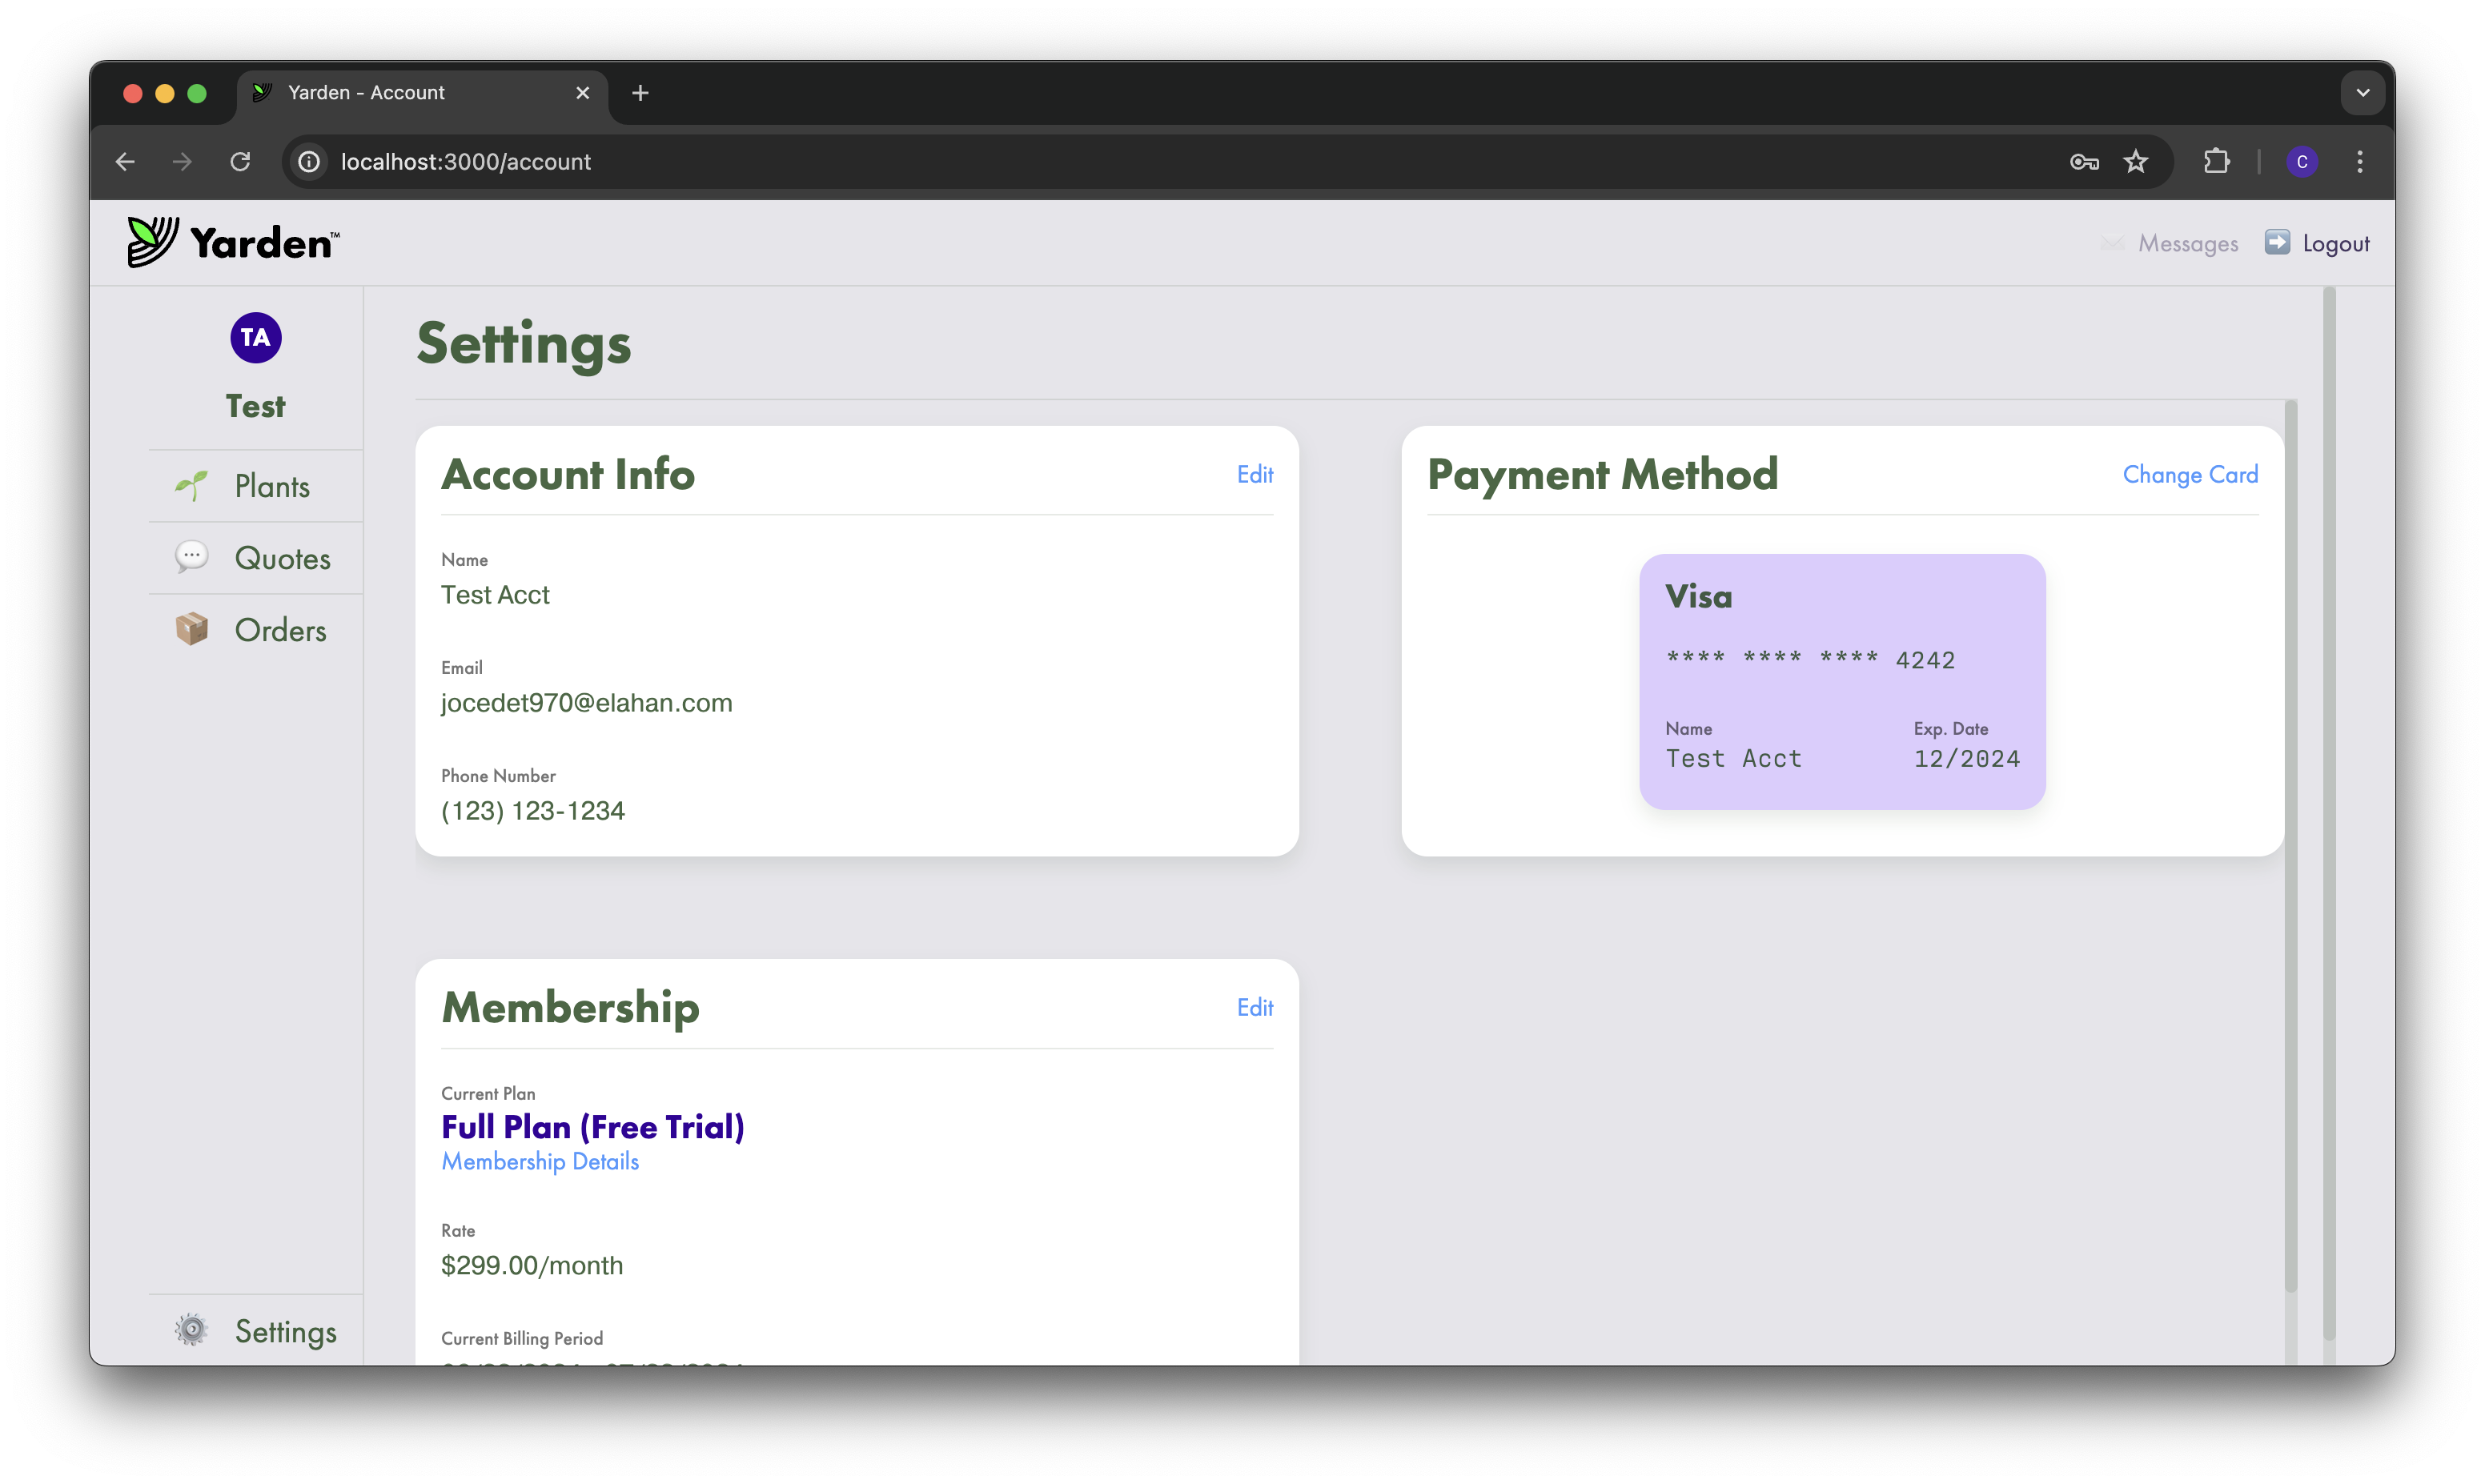 Yarden - Account
localhost:3000/account
C
Yarden™
Messages
Logout
TA
Test
Plants
Quotes
Orders
Settings
Settings
Account Info
Edit
Name
Test Acct
Email
jocedet970@elahan.com
Phone Number
(123) 123-1234
Payment Method
Change Card
Visa
**** **** **** 4242
Name
Exp. Date
Test Acct
12/2024
Membership
Edit
Current Plan
Full Plan (Free Trial)
Membership Details
Rate
$299.00/month
Current Billing Period